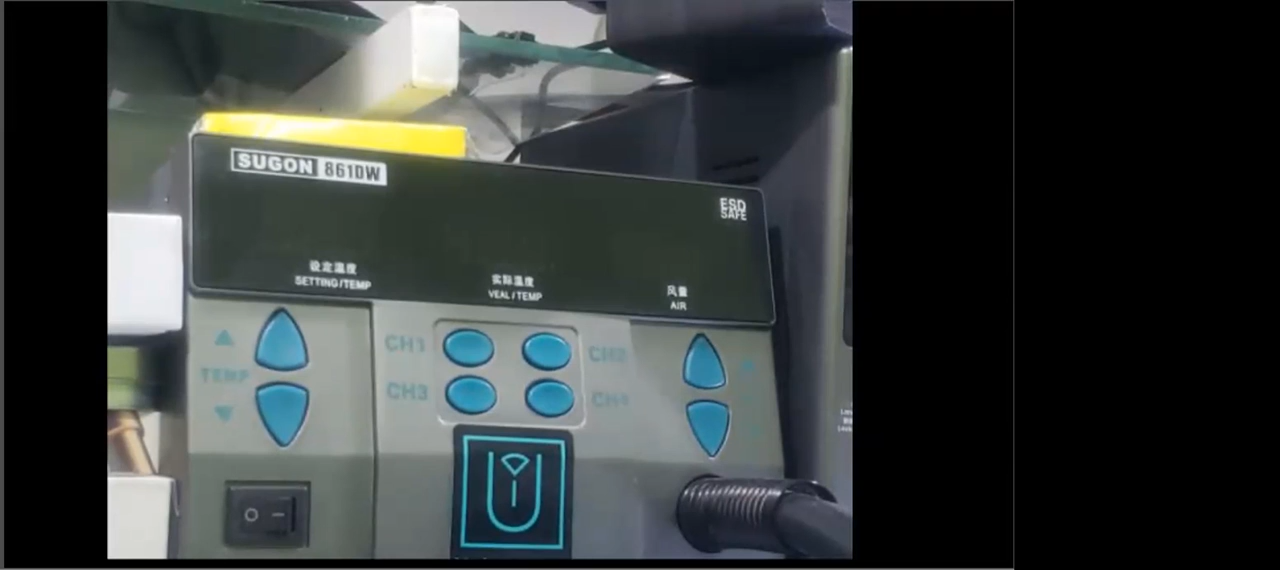 SUGON 861DW
ESD
SAFE
设定温度
SETTING/TEMP
实际温度
VEAL/TEMP
风量
AIR
CH1
CH2
TEMP
CH3
CH4